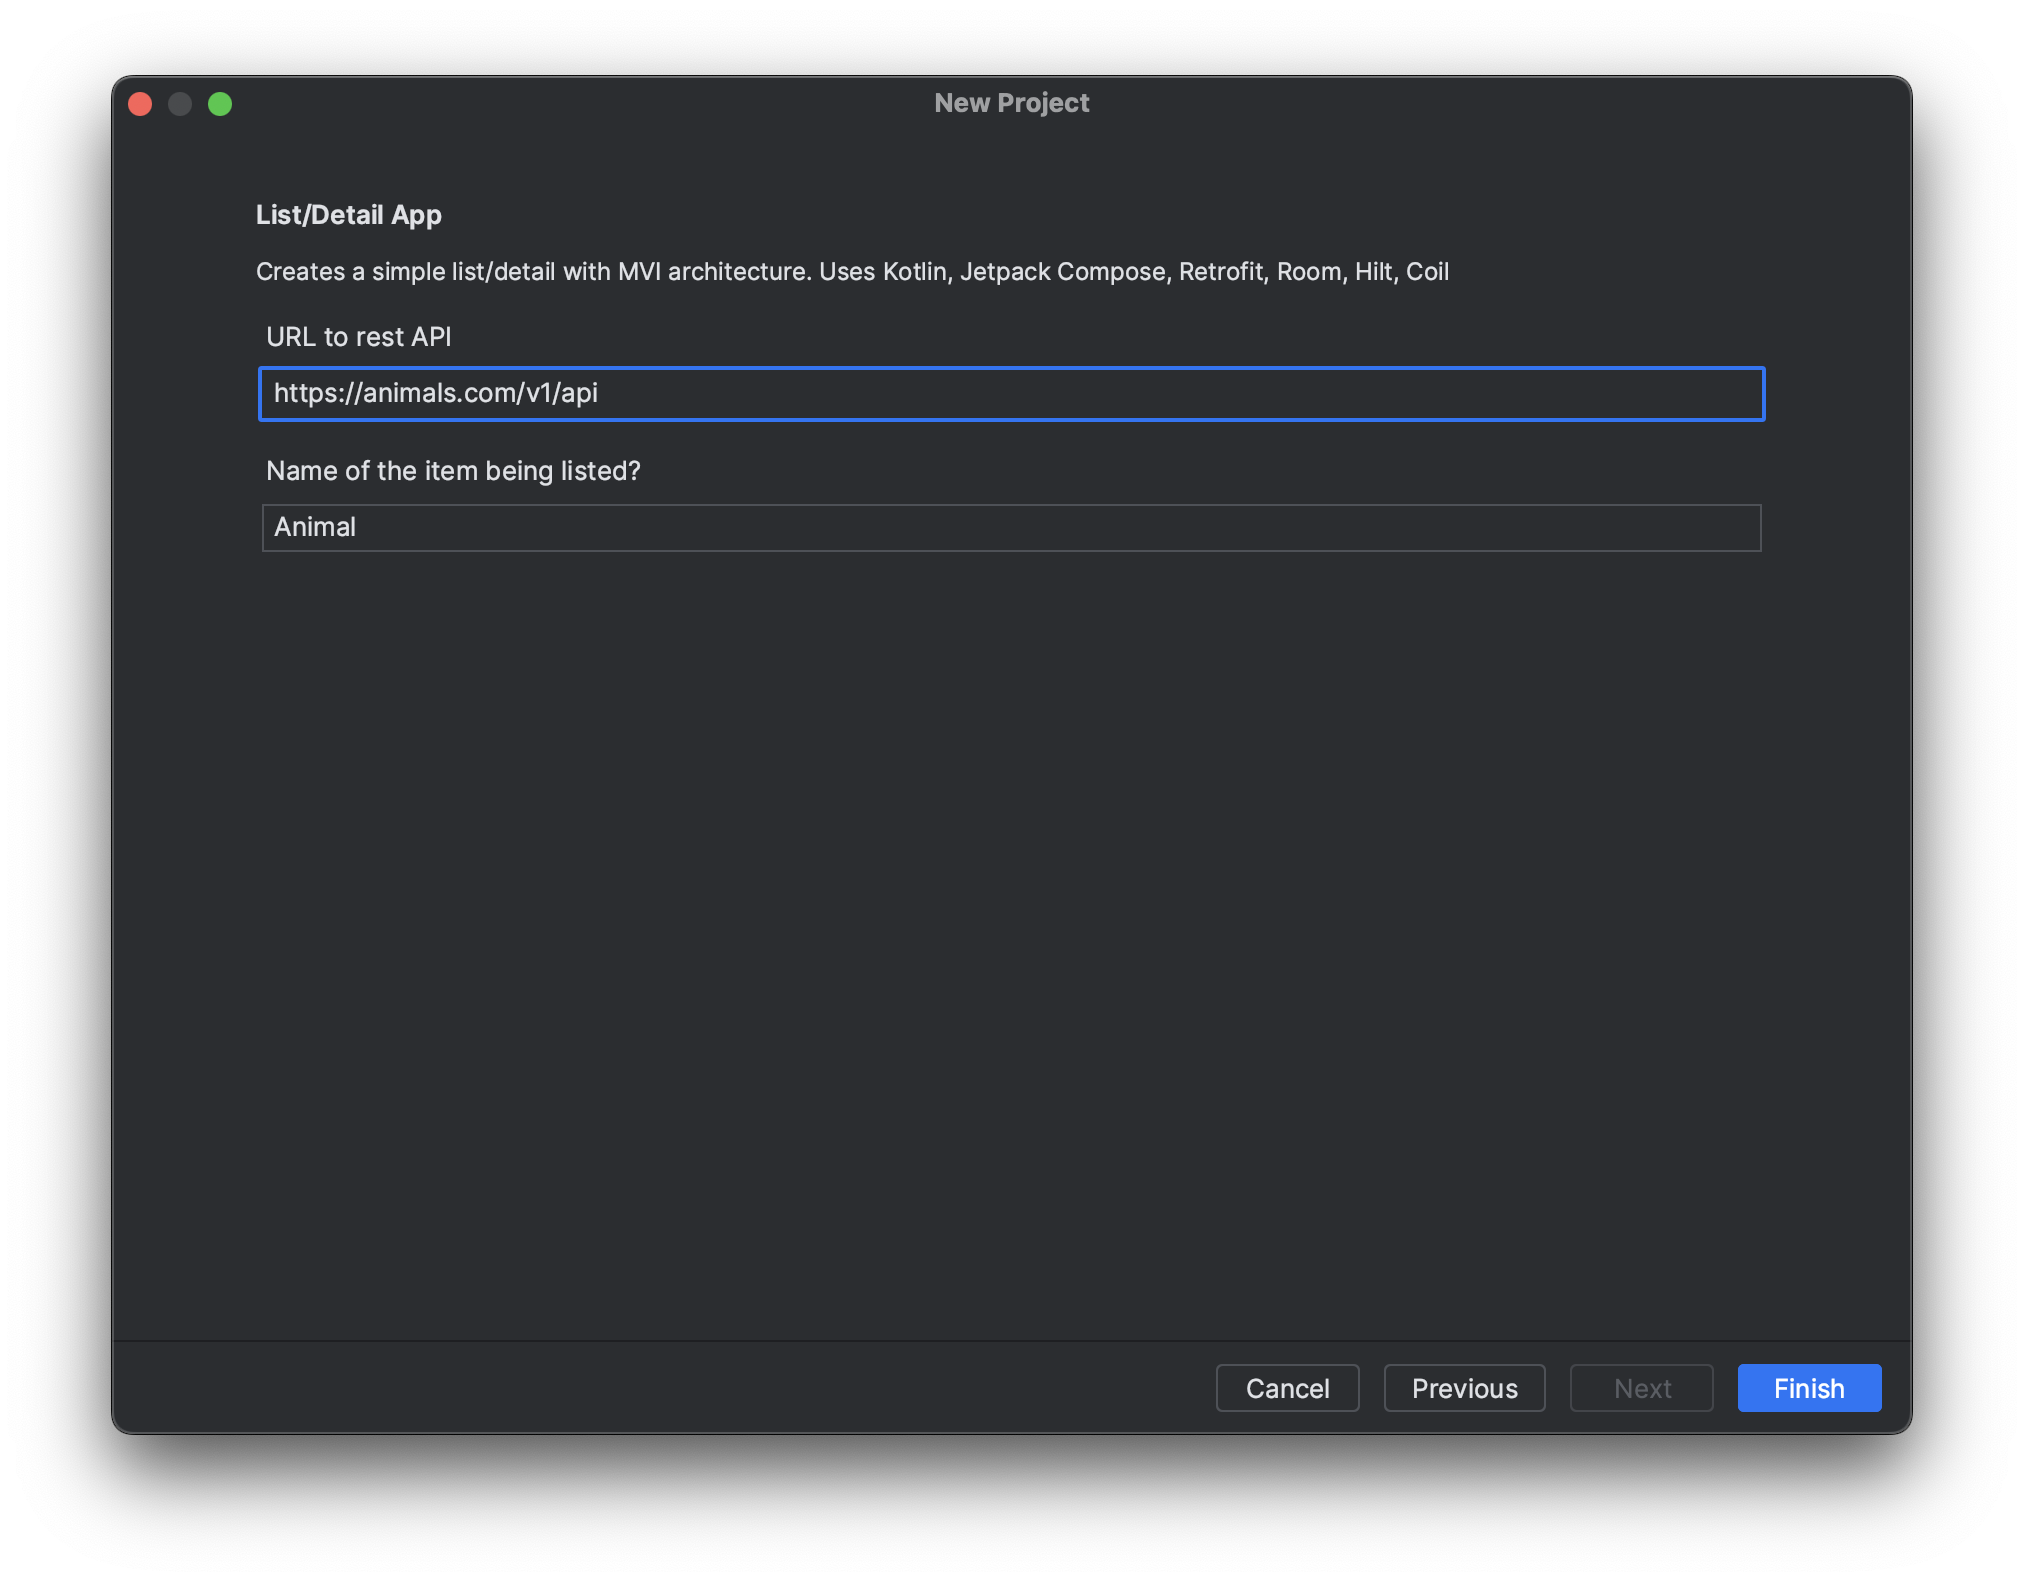 New Project
List/Detail App
Creates a simple list/detail with MVI architecture. Uses Kotlin, Jetpack Compose, Retrofit, Room, Hilt, Coil
URL to rest API
https://animals.com/v1/api
Name of the item being listed?
Animal
Cancel Previous Next Finish